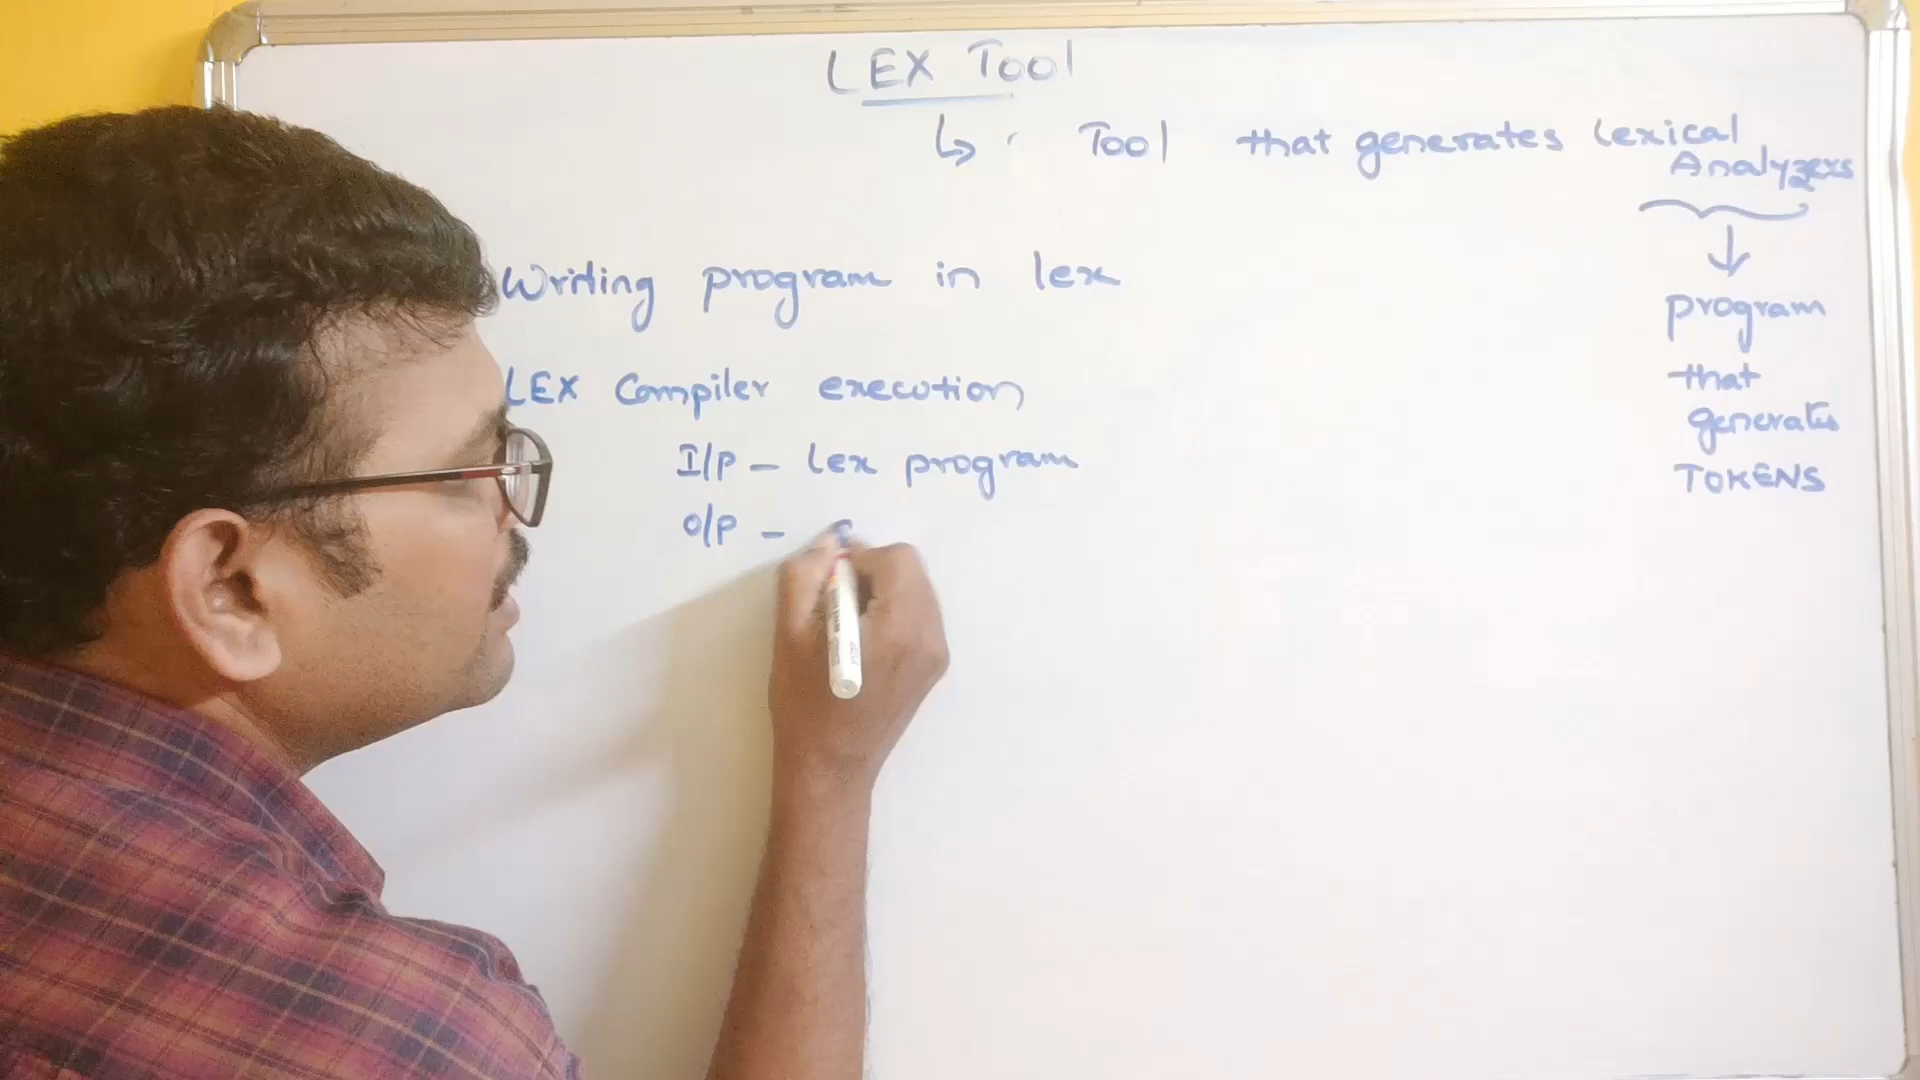 LEX Tool
↳ Tool that generates lexical Analyzers
↓
program
that
generates
TOKENS
Writing program in lex
LEX Compiler execution
I/P - lex program
O/P -